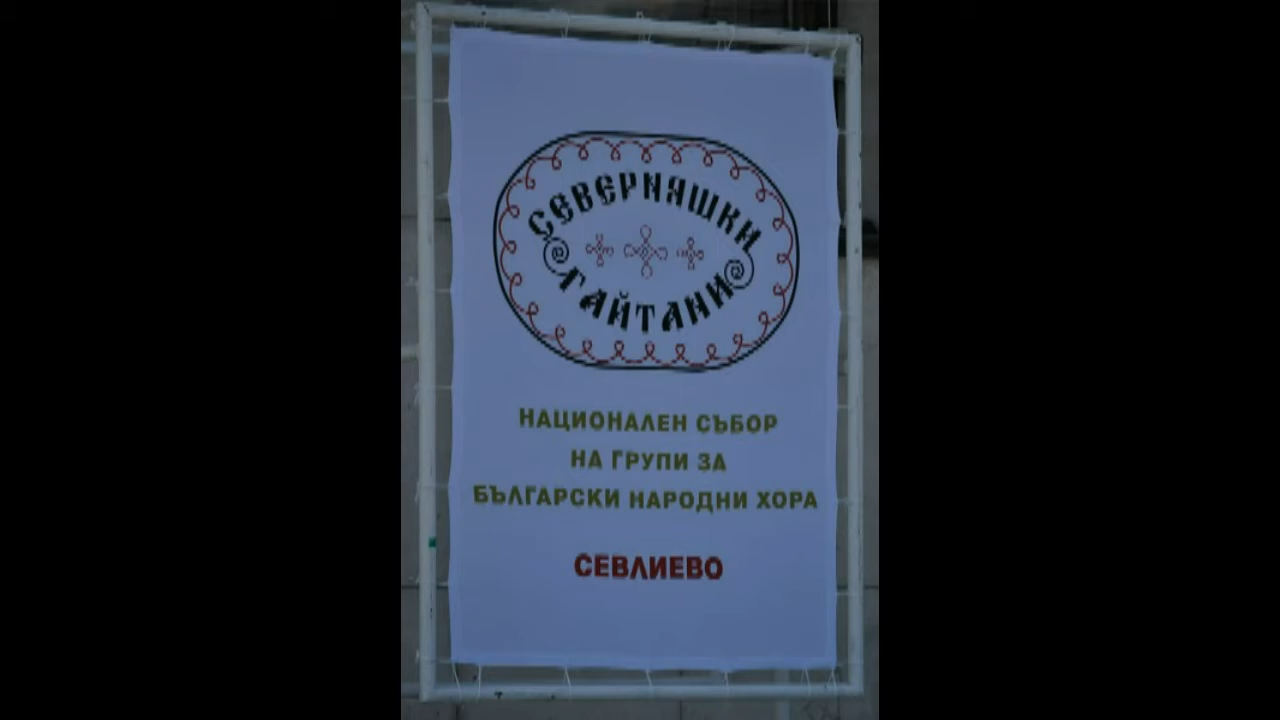 СЕВЕРНЯШКИ
ГАЙТАНИ
НАЦИОНАЛЕН СЪБОР
НА ГРУПИ ЗА
БЪЛГАРСКИ НАРОДНИ ХОРА
СЕВЛИЕВО